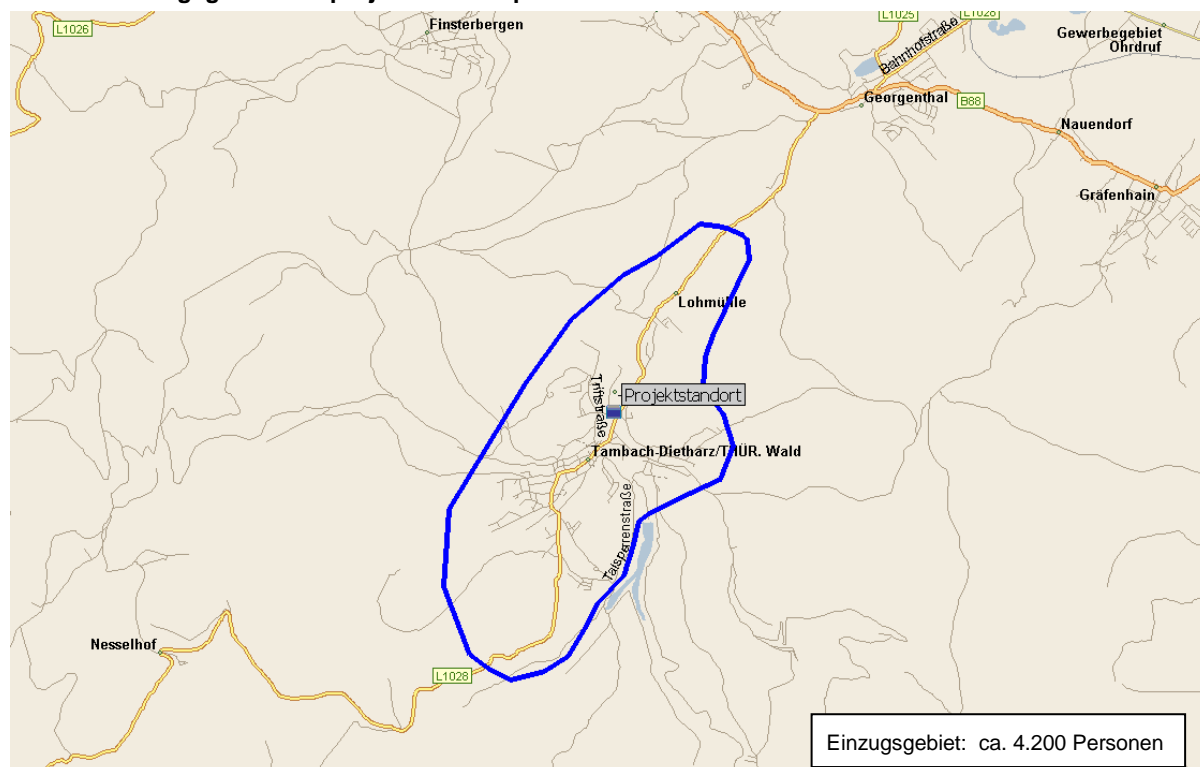 L1026
Finsterbergen
L1025
L1028
Gewerbegebiet
Ohrdruf
Bahnhofstraße
Georgenthal
B88
Nauendorf
Gräfenhain
Lohmühle
Projektstandort
Triftstraße
Tambach-Dietharz/THÜR. Wald
Talsperrenstraße
Nesselhof
L1028
Einzugsgebiet: ca. 4.200 Personen